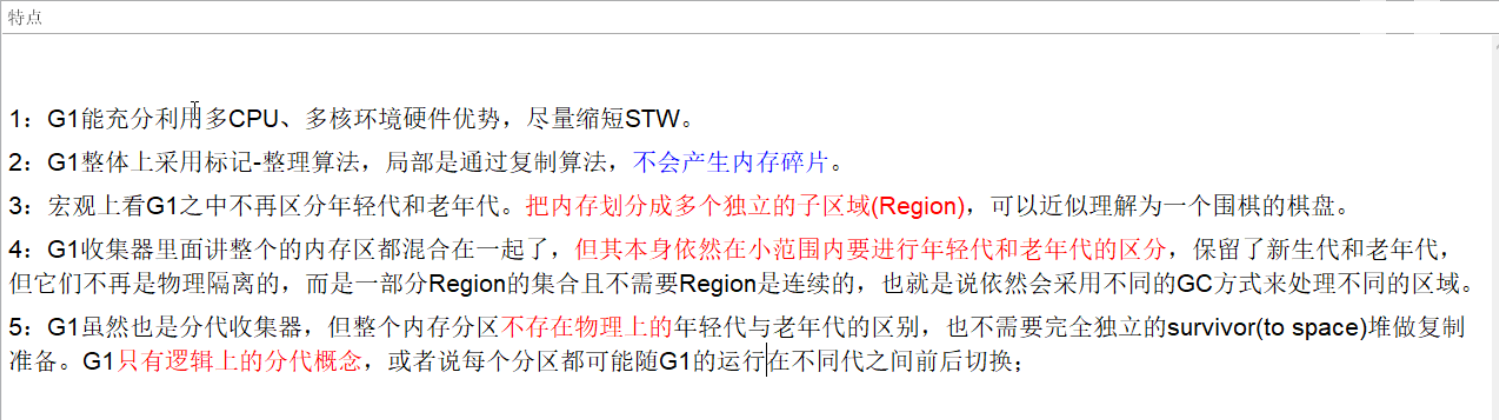 特点
1：G1能充分利用多CPU、多核环境硬件优势，尽量缩短STW。
2：G1整体上采用标记-整理算法，局部是通过复制算法，不会产生内存碎片。
3：宏观上看G1之中不再区分年轻代和老年代。把内存划分成多个独立的子区域(Region)，可以近似理解为一个围棋的棋盘。
4：G1收集器里面讲整个的内存区都混合在一起了，但其本身依然在小范围内要进行年轻代和老年代的区分，保留了新生代和老年代，
但它们不再是物理隔离的，而是一部分Region的集合且不需要Region是连续的，也就是说依然会采用不同的GC方式来处理不同的区域。
5：G1虽然也是分代收集器，但整个内存分区不存在物理上的年轻代与老年代的区别，也不需要完全独立的survivor(to space)堆做复制
准备。G1只有逻辑上的分代概念，或者说每个分区都可能随G1的运行在不同代之间前后切换；